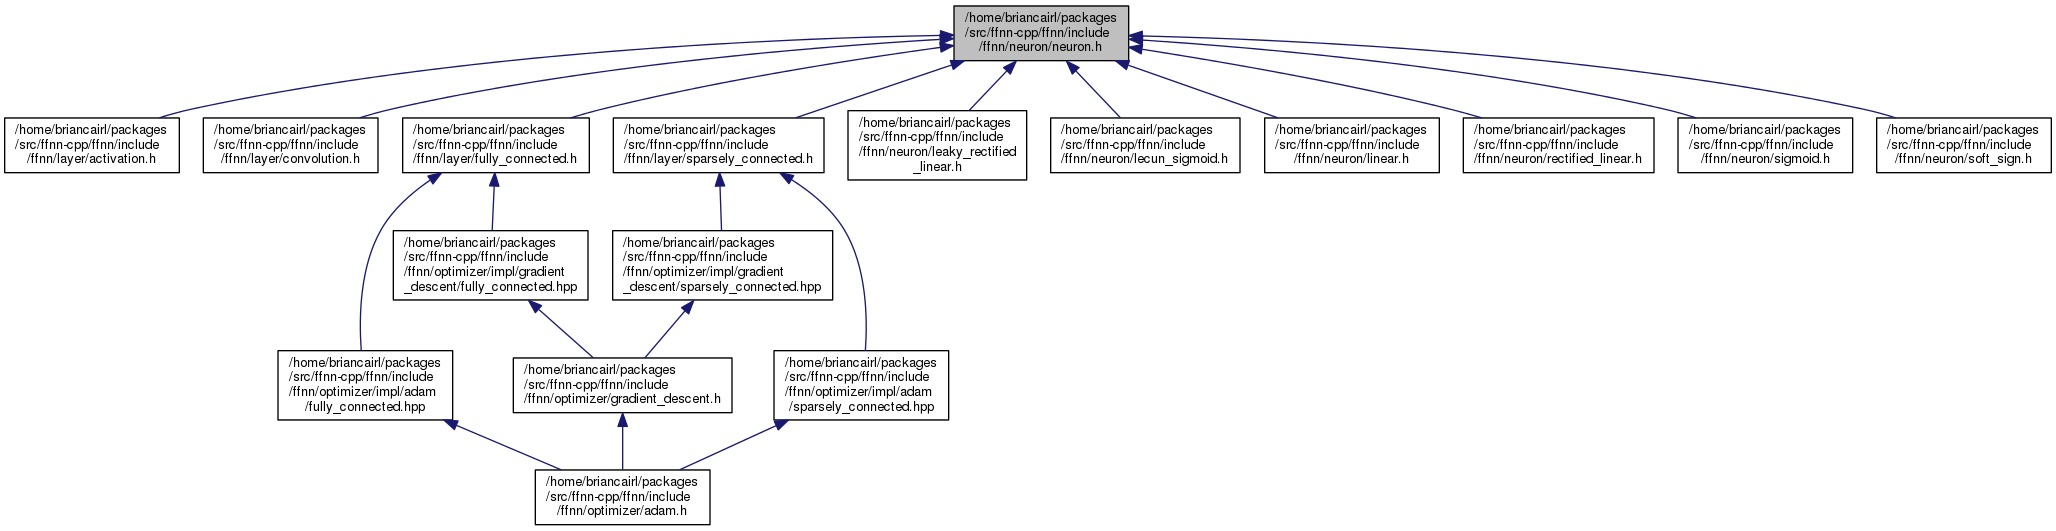 /home/briancairl/packages
/src/ffnn-cpp/ffnn/include
/ffnn/neuron/neuron.h
/home/briancairl/packages
/src/ffnn-cpp/ffnn/include
/ffnn/layer/activation.h
/home/briancairl/packages
/src/ffnn-cpp/ffnn/include
/ffnn/layer/convolution.h
/home/briancairl/packages
/src/ffnn-cpp/ffnn/include
/ffnn/layer/fully_connected.h
/home/briancairl/packages
/src/ffnn-cpp/ffnn/include
/ffnn/layer/sparsely_connected.h
/home/briancairl/packages
/src/ffnn-cpp/ffnn/include
/ffnn/neuron/leaky_rectified
_linear.h
/home/briancairl/packages
/src/ffnn-cpp/ffnn/include
/ffnn/neuron/lecun_sigmoid.h
/home/briancairl/packages
/src/ffnn-cpp/ffnn/include
/ffnn/neuron/linear.h
/home/briancairl/packages
/src/ffnn-cpp/ffnn/include
/ffnn/neuron/rectified_linear.h
/home/briancairl/packages
/src/ffnn-cpp/ffnn/include
/ffnn/neuron/sigmoid.h
/home/briancairl/packages
/src/ffnn-cpp/ffnn/include
/ffnn/neuron/soft_sign.h
/home/briancairl/packages
/src/ffnn-cpp/ffnn/include
/ffnn/optimizer/impl/gradient
_descent/fully_connected.hpp
/home/briancairl/packages
/src/ffnn-cpp/ffnn/include
/ffnn/optimizer/impl/gradient
_descent/sparsely_connected.hpp
/home/briancairl/packages
/src/ffnn-cpp/ffnn/include
/ffnn/optimizer/impl/adam
/fully_connected.hpp
/home/briancairl/packages
/src/ffnn-cpp/ffnn/include
/ffnn/optimizer/gradient_descent.h
/home/briancairl/packages
/src/ffnn-cpp/ffnn/include
/ffnn/optimizer/impl/adam
/sparsely_connected.hpp
/home/briancairl/packages
/src/ffnn-cpp/ffnn/include
/ffnn/optimizer/adam.h